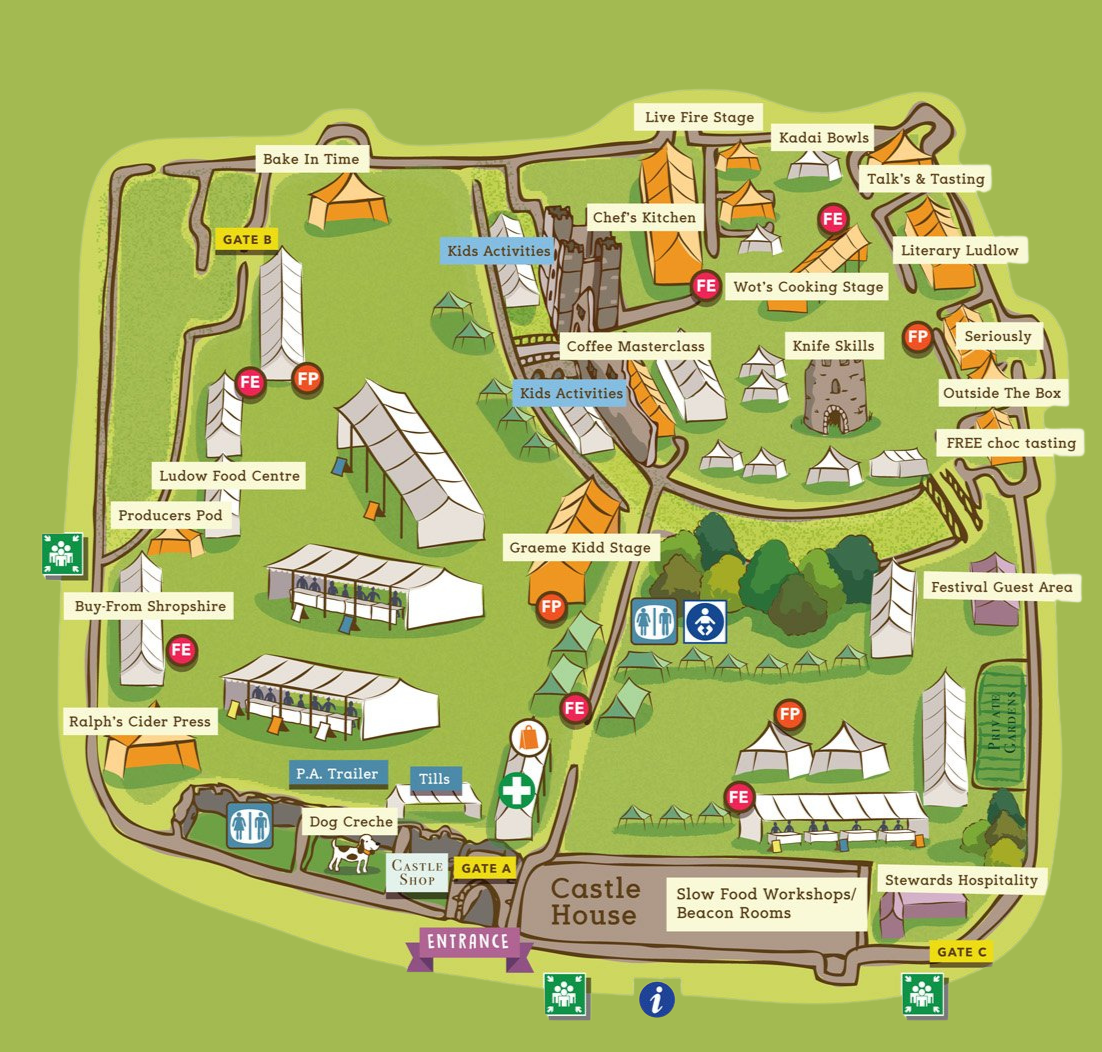 Live Fire Stage
Kadai Bowls
Bake In Time
Talk's & Tasting
Chef's Kitchen
FE
GATE B
Kids Activities
Literary Ludlow
FE
Wot's Cooking Stage
Seriously
FP
Coffee Masterclass
Knife Skills
FE
FP
Kids Activities
Outside The Box
FREE choc tasting
Ludow Food Centre
Producers Pod
Graeme Kidd Stage
Festival Guest Area
Buy-From Shropshire
FP
FE
FE
Ralph's Cider Press
FP
PRIVATE
GARDENS
P.A. Trailer
Tills
FE
Dog Creche
CASTLE
SHOP
GATE A
Castle
House
Slow Food Workshops/
Beacon Rooms
Stewards Hospitality
ENTRANCE
GATE C
i